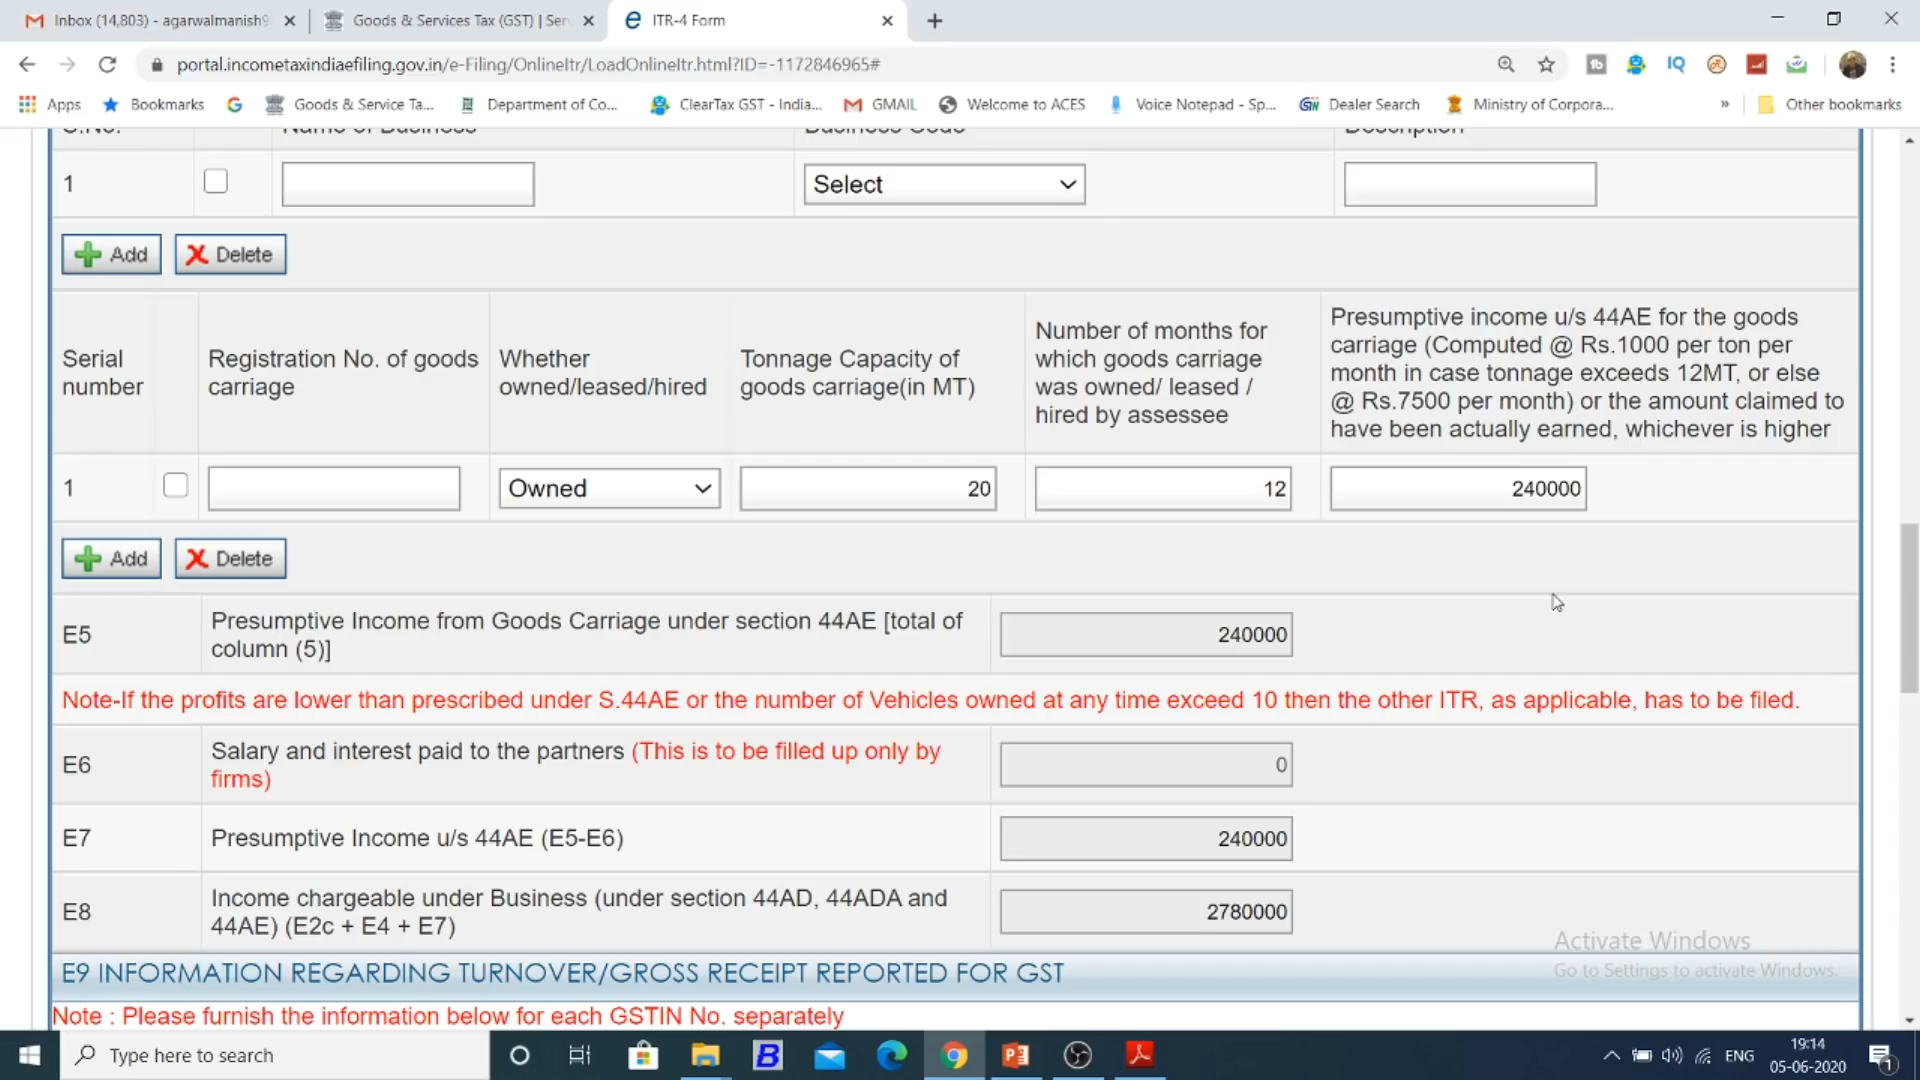 Inbox (14,803) - agarwalmanish9
Goods & Services Tax (GST) | Ser
ITR-4 Form
portal.incometaxindiaefiling.gov.in/e-Filing/OnlineItr/LoadOnlineItr.html?ID=-1172846965#
IQ
Apps
Bookmarks
Goods & Service Ta...
Department of Co...
ClearTax GST - India...
GMAIL
Welcome to ACES
Voice Notepad - Sp...
Dealer Search
Ministry of Corpora...
»
Other bookmarks
S.No. Name of Business Business Code Description
1 Select
Add Delete
Serial number
Registration No. of goods carriage
Whether owned/leased/hired
Tonnage Capacity of goods carriage(in MT)
Number of months for which goods carriage was owned/ leased / hired by assessee
Presumptive income u/s 44AE for the goods
carriage (Computed @ Rs.1000 per ton per
month in case tonnage exceeds 12MT, or else
@ Rs.7500 per month) or the amount claimed to
have been actually earned, whichever is higher
1 Owned 20 12 240000
Add Delete
E5 Presumptive Income from Goods Carriage under section 44AE [total of
column (5)] 240000
Note-If the profits are lower than prescribed under S.44AE or the number of Vehicles owned at any time exceed 10 then the other ITR, as applicable, has to be filed.
E6 Salary and interest paid to the partners (This is to be filled up only by
firms) 0
E7 Presumptive Income u/s 44AE (E5-E6) 240000
E8 Income chargeable under Business (under section 44AD, 44ADA and
44AE) (E2c + E4 + E7) 2780000
Activate Windows
Go to Settings to activate Windows.
E9 INFORMATION REGARDING TURNOVER/GROSS RECEIPT REPORTED FOR GST
Note : Please furnish the information below for each GSTIN No. separately
Type here to search
ENG
19:14
05-06-2020
1